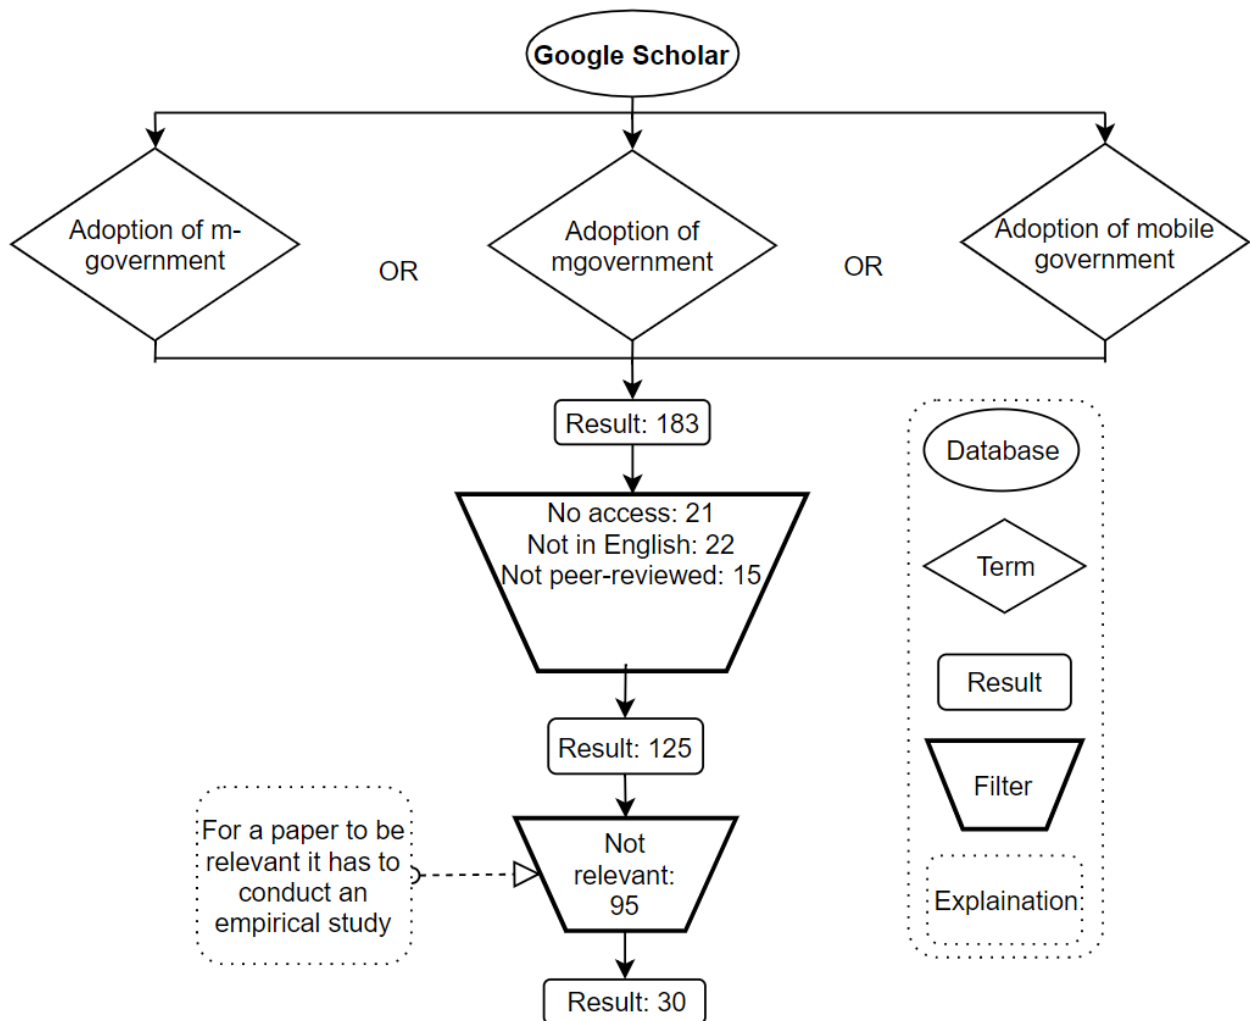 Google Scholar
Adoption of m-
government
OR
Adoption of
mgovernment
OR
Adoption of mobile
government
Result: 183
No access: 21
Not in English: 22
Not peer-reviewed: 15
Result: 125
For a paper to be
relevant it has to
conduct an
empirical study
Not
relevant:
95
Result: 30
Database
Term
Result
Filter
Explaination